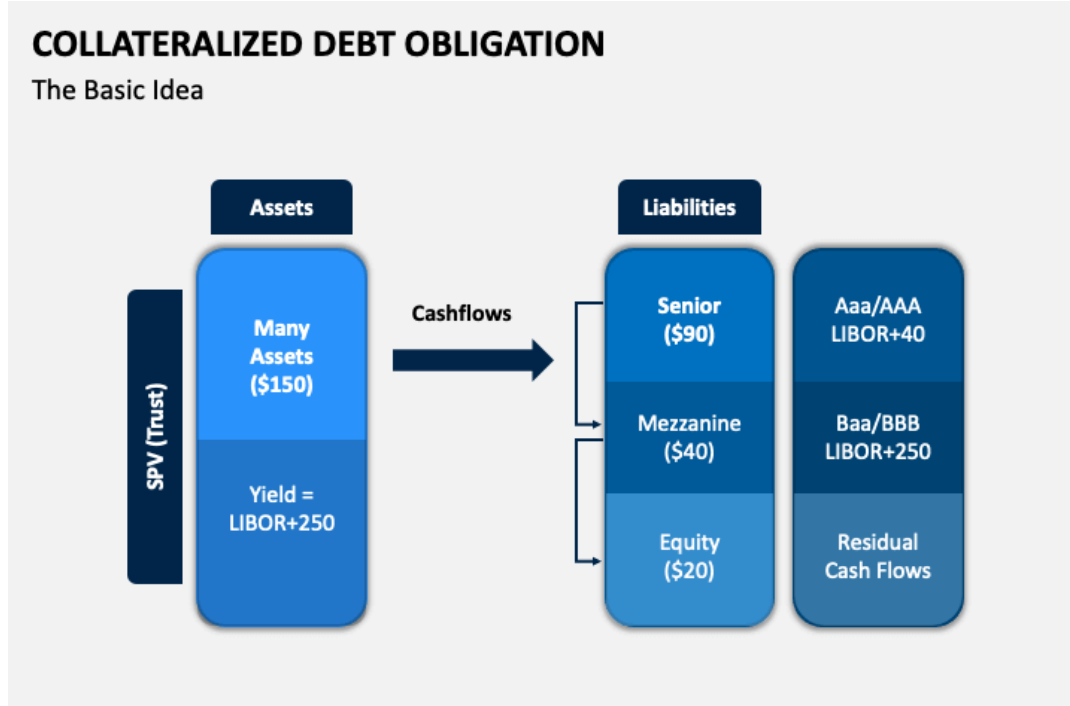 COLLATERALIZED DEBT OBLIGATION
The Basic Idea
Assets
SPV (Trust)
Many
Assets
($150)
Yield =
LIBOR+250
Cashflows
Liabilities
Senior
($90)
Aaa/AAA
LIBOR+40
Mezzanine
($40)
Baa/BBB
LIBOR+250
Equity
($20)
Residual
Cash Flows